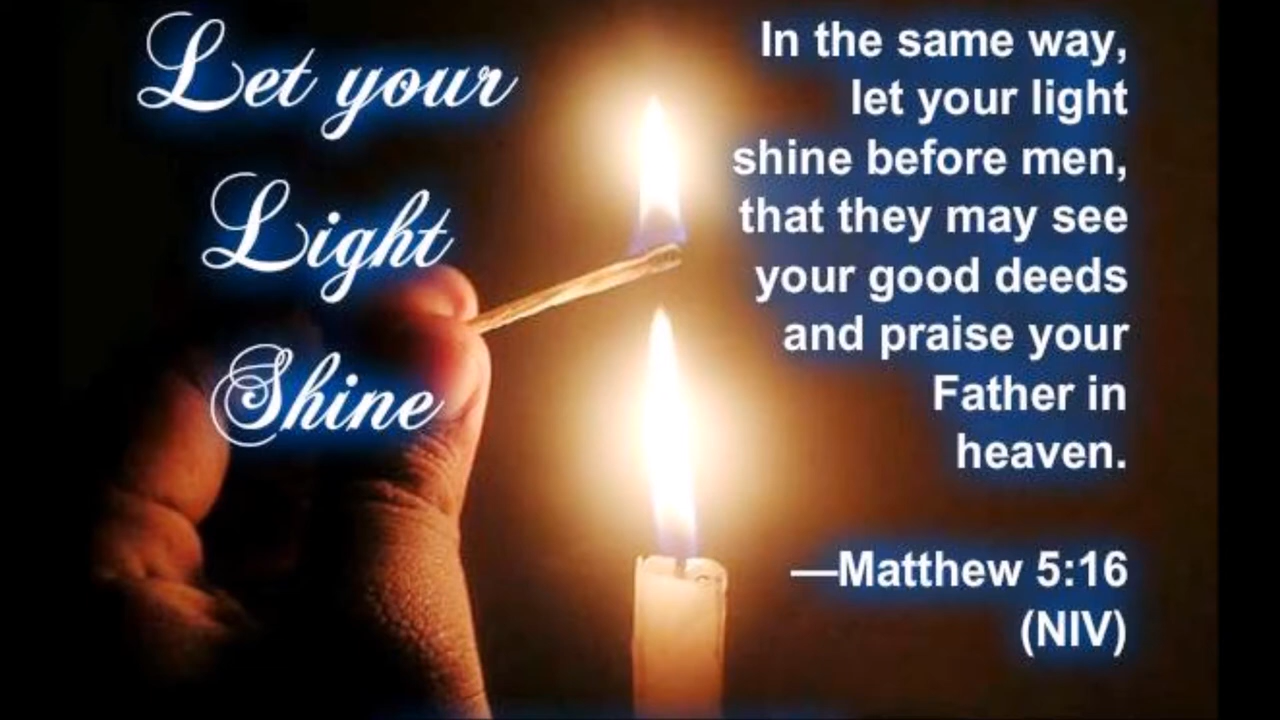 Let your
Light
Shine
In the same way,
let your light
shine before men,
that they may see
your good deeds
and praise your
Father in
heaven.
—Matthew 5:16
(NIV)